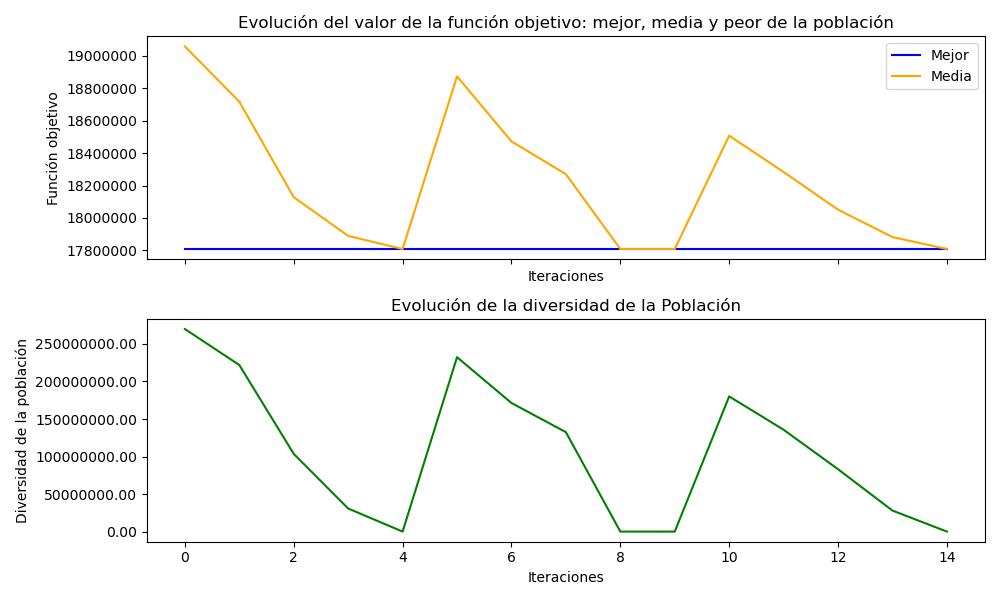 Evolución del valor de la función objetivo: mejor, media y peor de la población
Función objetivo
19000000
18800000
18600000
18400000
18200000
18000000
17800000
Mejor
Media
Iteraciones
Evolución de la diversidad de la Población
Diversidad de la población
250000000.00
200000000.00
150000000.00
100000000.00
50000000.00
0.00
0 2 4 6 8 10 12 14
Iteraciones